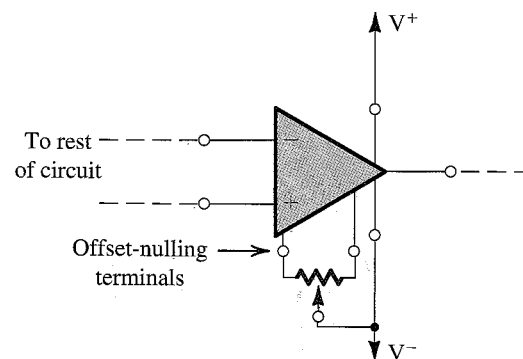 V+
To rest
of circuit
−
+
Offset-nulling
terminals
V−